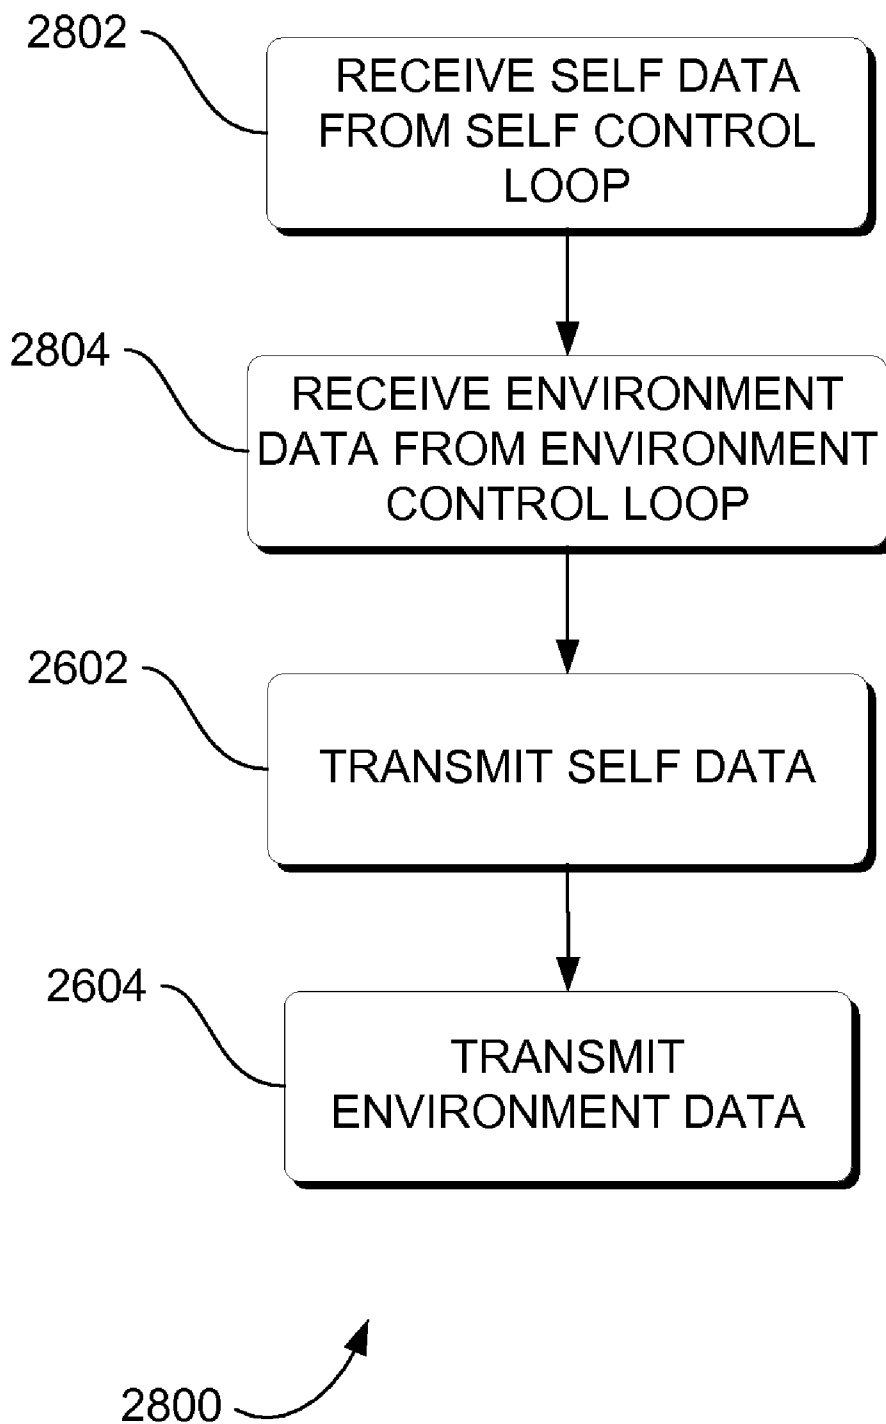 2802
RECEIVE SELF DATA
FROM SELF CONTROL
LOOP
2804
RECEIVE ENVIRONMENT
DATA FROM ENVIRONMENT
CONTROL LOOP
2602
TRANSMIT SELF DATA
2604
TRANSMIT
ENVIRONMENT DATA
2800